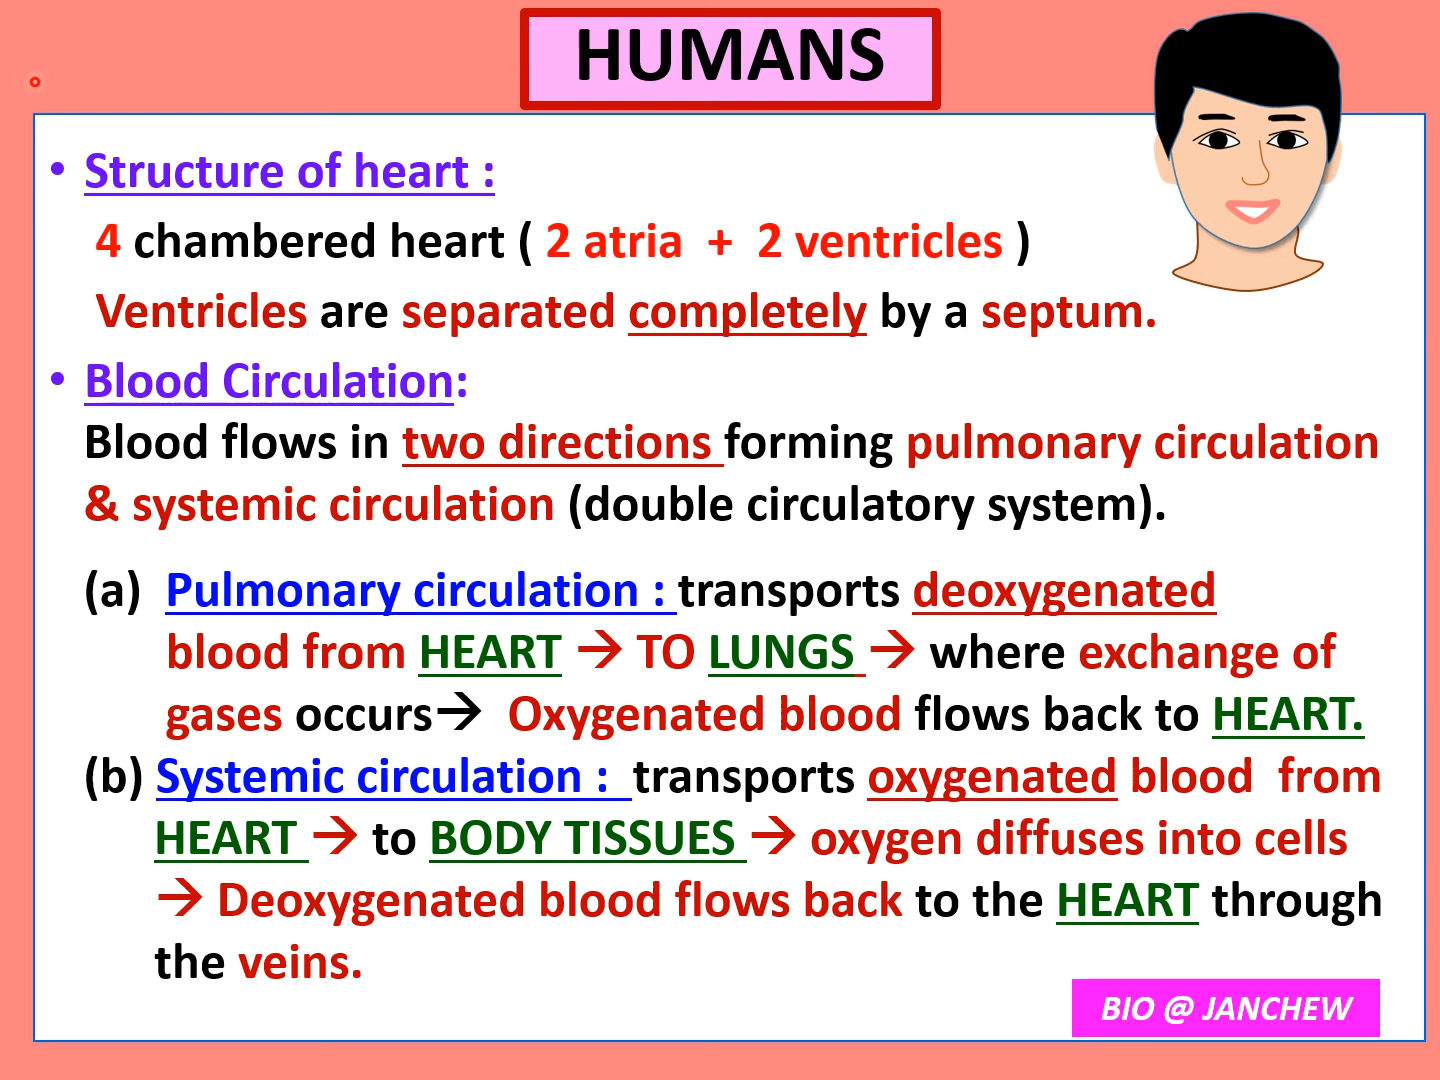 HUMANS
• Structure of heart :
4 chambered heart ( 2 atria + 2 ventricles )
Ventricles are separated completely by a septum.
• Blood Circulation:
Blood flows in two directions forming pulmonary circulation
& systemic circulation (double circulatory system).
(a) Pulmonary circulation : transports deoxygenated
blood from HEART → TO LUNGS → where exchange of
gases occurs→ Oxygenated blood flows back to HEART.
(b) Systemic circulation : transports oxygenated blood from
HEART → to BODY TISSUES → oxygen diffuses into cells
→ Deoxygenated blood flows back to the HEART through
the veins.
BIO @ JANCHEW